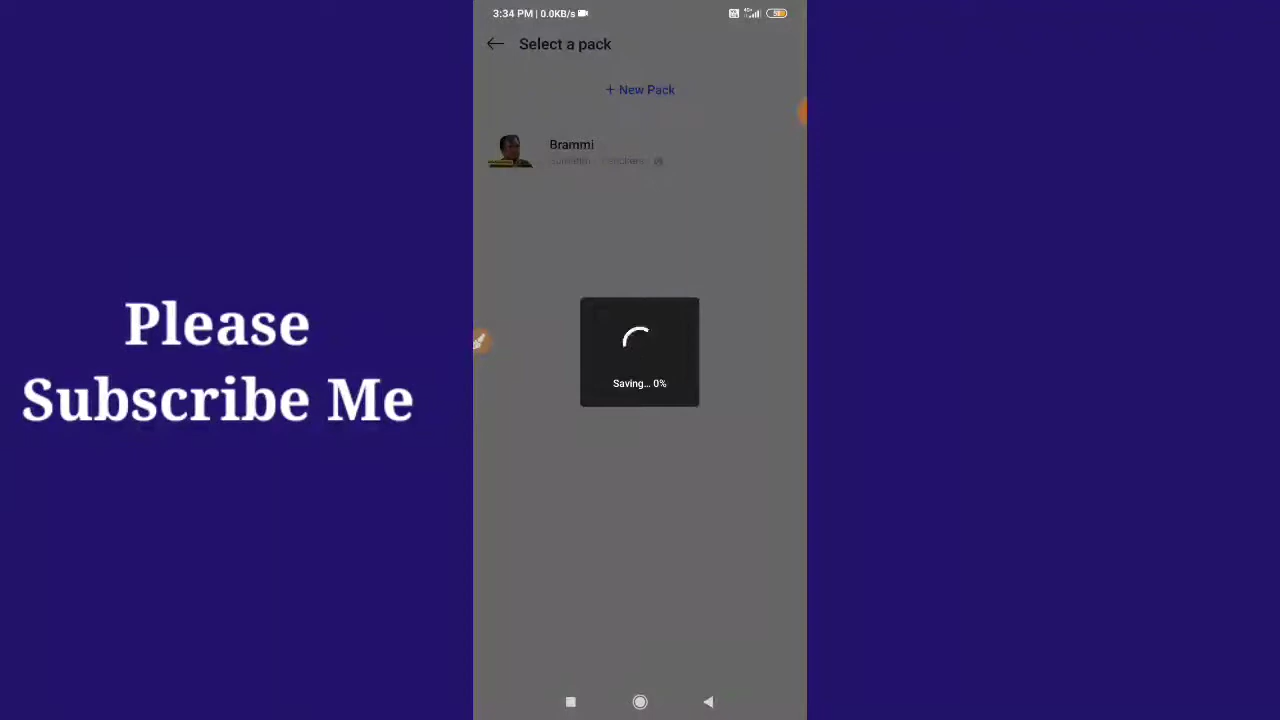 3:34 PM | 0.0KB/s
Select a pack
+ New Pack
Brammi
Please
Subscribe Me
Saving... 0%